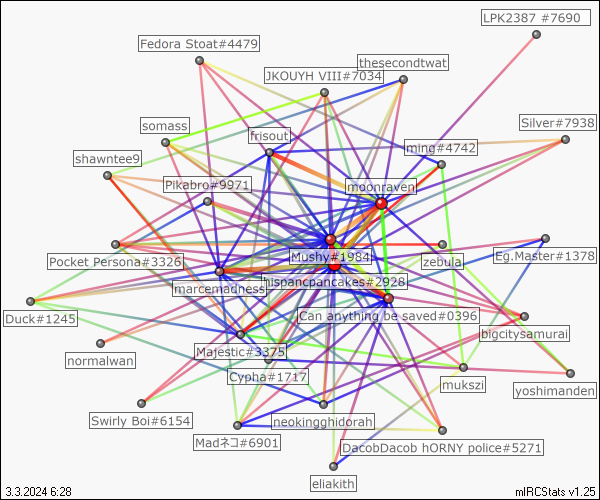 LPK2387 #7690
Fedora Stoat#4479
thesecondtwat
JKOUYH VIII#7034
somass
Silver#7938
frisout
ming#4742
shawntee9
Pikabro#9971
moonraven
Mushy#1984
Pocket Persona#3326
zebula
Eg.Master#1378
marcemadness
hispancpancakes#2928
Duck#1245
Can anything be saved#0396
bigcitysamurai
normalwan
Majestic#3375
Cypha#1717
mukszi
yoshimanden
Swirly Boi#6154
neokingghidorah
Madネコ#6901
DacobDacob hORNY police#5271
eliakith
3.3.2024 6:28
mIRCStats v1.25